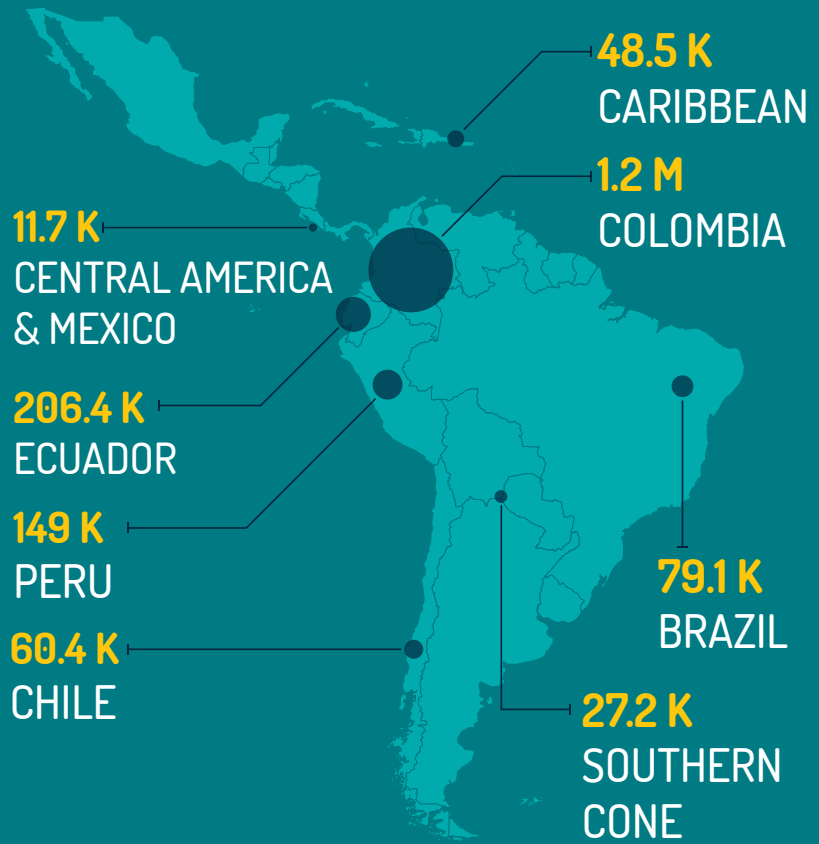 48.5 K
CARIBBEAN
1.2 M
COLOMBIA
11.7 K
CENTRAL AMERICA
& MEXICO
206.4 K
ECUADOR
149 K
PERU
60.4 K
CHILE
79.1 K
BRAZIL
27.2 K
SOUTHERN
CONE